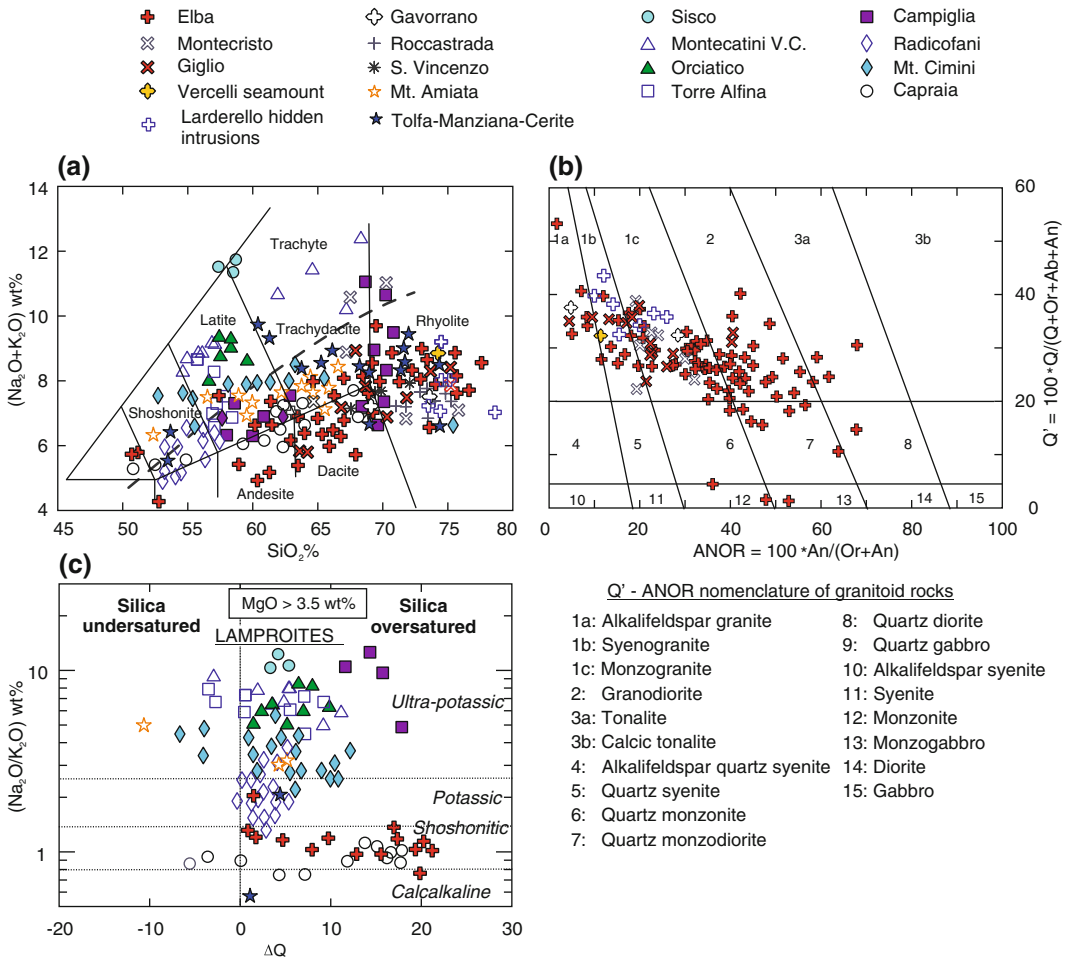 Elba
Gavorrano
Sisco
Campiglia
Montecristo
Roccastrada
Montecatini V.C.
Radicofani
Giglio
S. Vincenzo
Orciatico
Mt. Cimini
Vercelli seamount
Mt. Amiata
Torre Alfina
Capraia
Larderello hidden
intrusions
Tolfa-Manziana-Cerite
(a)
14
12
10
8
6
4
(Na2O+K2O) wt%
Trachyte
Latite
Trachydacite
Rhyolite
Shoshonite
Dacite
Andesite
45
50
55
60
65
70
75
80
SiO2%
(b)
60
40
20
0
Q' = 100*Q/(Q+Or+Ab+An)
1a
1b
1c
2
3a
3b
4
5
6
7
8
10
11
12
13
14
15
0
20
40
60
80
100
ANOR = 100 *An/(Or+An)
(c)
Silica
undersatured
MgO > 3.5 wt%
Silica
oversatured
LAMPROITES
10
1
(Na2O/K2O) wt%
Ultra-potassic
Potassic
Shoshonitic
Calcalkaline
-20
-10
0
10
20
30
ΔQ
Q' - ANOR nomenclature of granitoid rocks
1a: Alkalifeldspar granite
1b: Syenogranite
1c: Monzogranite
2: Granodiorite
3a: Tonalite
3b: Calcic tonalite
4: Alkalifeldspar quartz syenite
5: Quartz syenite
6: Quartz monzonite
7: Quartz monzodiorite
8: Quartz diorite
9: Quartz gabbro
10: Alkalifeldspar syenite
11: Syenite
12: Monzonite
13: Monzogabbro
14: Diorite
15: Gabbro